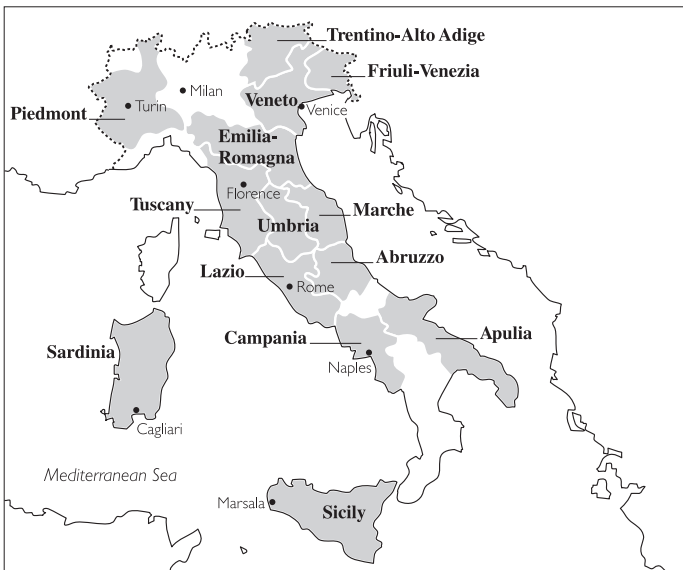 Trentino-Alto Adige
Friuli-Venezia
Milan
Veneto
Turin
Venice
Piedmont
Emilia-
Romagna
Florence
Tuscany
Marche
Umbria
Abruzzo
Lazio
Rome
Campania
Apulia
Sardinia
Naples
Cagliari
Mediterranean Sea
Marsala
Sicily